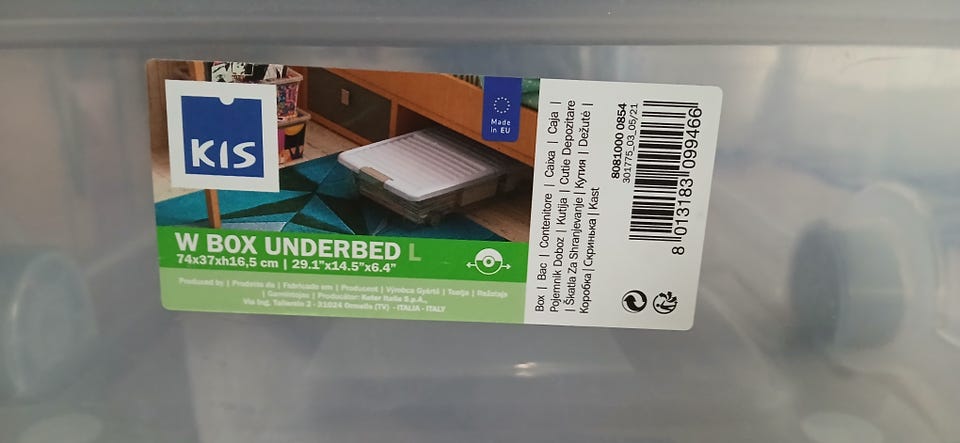 KIS
Made
in EU
W BOX UNDERBED L
74x37xh16,5 cm | 29.1"x14.5"x6.4"
Produced by | Prodotto da | Fabricado em | Producent | Výrobca Gyártó | Tootja | Ražotājs
| Gamintojas | Producător: Keter Italia S.p.A.,
Via Ing. Taliercio 2 - 31024 Ormelle (TV) - ITALIA - ITALY
Box | Bac | Contenitore | Caixa | Caja |
Pojemnik Doboz | Kutija | Cutie Depozitare
| Škatla Za Shranjevanje | Кутия | Dežutė |
Коробка | Скринька | Kast
8081000 0854
301775_03_05/21
8 013183 099466